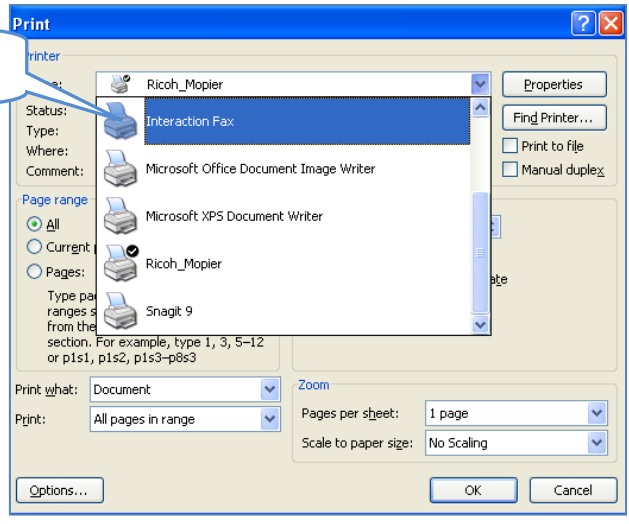 Print
Printer
Ricoh_Mopier
Properties
Status:
Interaction Fax
Find Printer...
Type:
Where:
Print to file
Comment:
Microsoft Office Document Image Writer
Manual duplex
Page range
All
Microsoft XPS Document Writer
Current
Pages:
Ricoh_Mopier
Type
ranges
Snagit 9
from the
section. For example, type 1, 3, 5–12
or p1s1, p1s2, p1s3–p8s3
Print what:
Document
Print:
All pages in range
Zoom
Pages per sheet:
1 page
Scale to paper size:
No Scaling
Options...
OK
Cancel